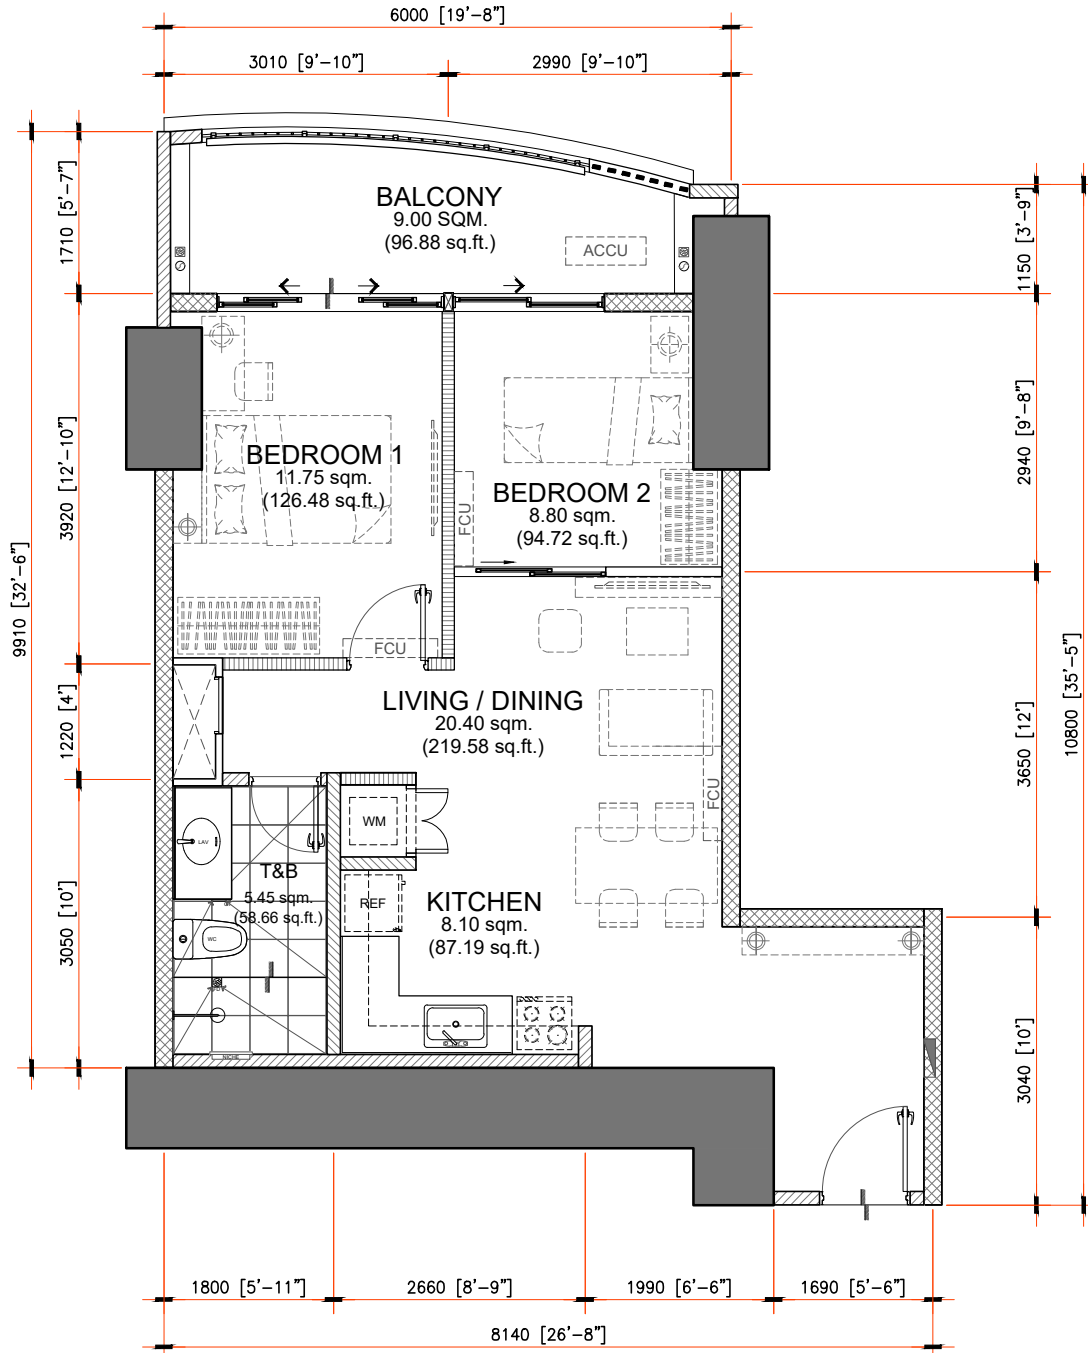 6000 [19'-8"]
3010 [9'-10"]
2990 [9'-10"]
1710 [5'-7"]
3920 [12'-10"]
9910 [32'-6"]
1220 [4']
3050 [10']
1150 [3'-9"]
2940 [9'-8"]
10800 [35'-5"]
3650 [12']
3040 [10']
BALCONY
9.00 SQM.
(96.88 sq.ft.)
ACCU
BEDROOM 1
11.75 sqm.
(126.48 sq.ft.)
BEDROOM 2
8.80 sqm.
(94.72 sq.ft.)
FCU
FCU
LIVING / DINING
20.40 sqm.
(219.58 sq.ft.)
FCU
WM
LAV
T&B
5.45 sqm.
(58.66 sq.ft.)
WC
REF
KITCHEN
8.10 sqm.
(87.19 sq.ft.)
NICHE
1800 [5'-11"]
2660 [8'-9"]
1990 [6'-6"]
1690 [5'-6"]
8140 [26'-8"]